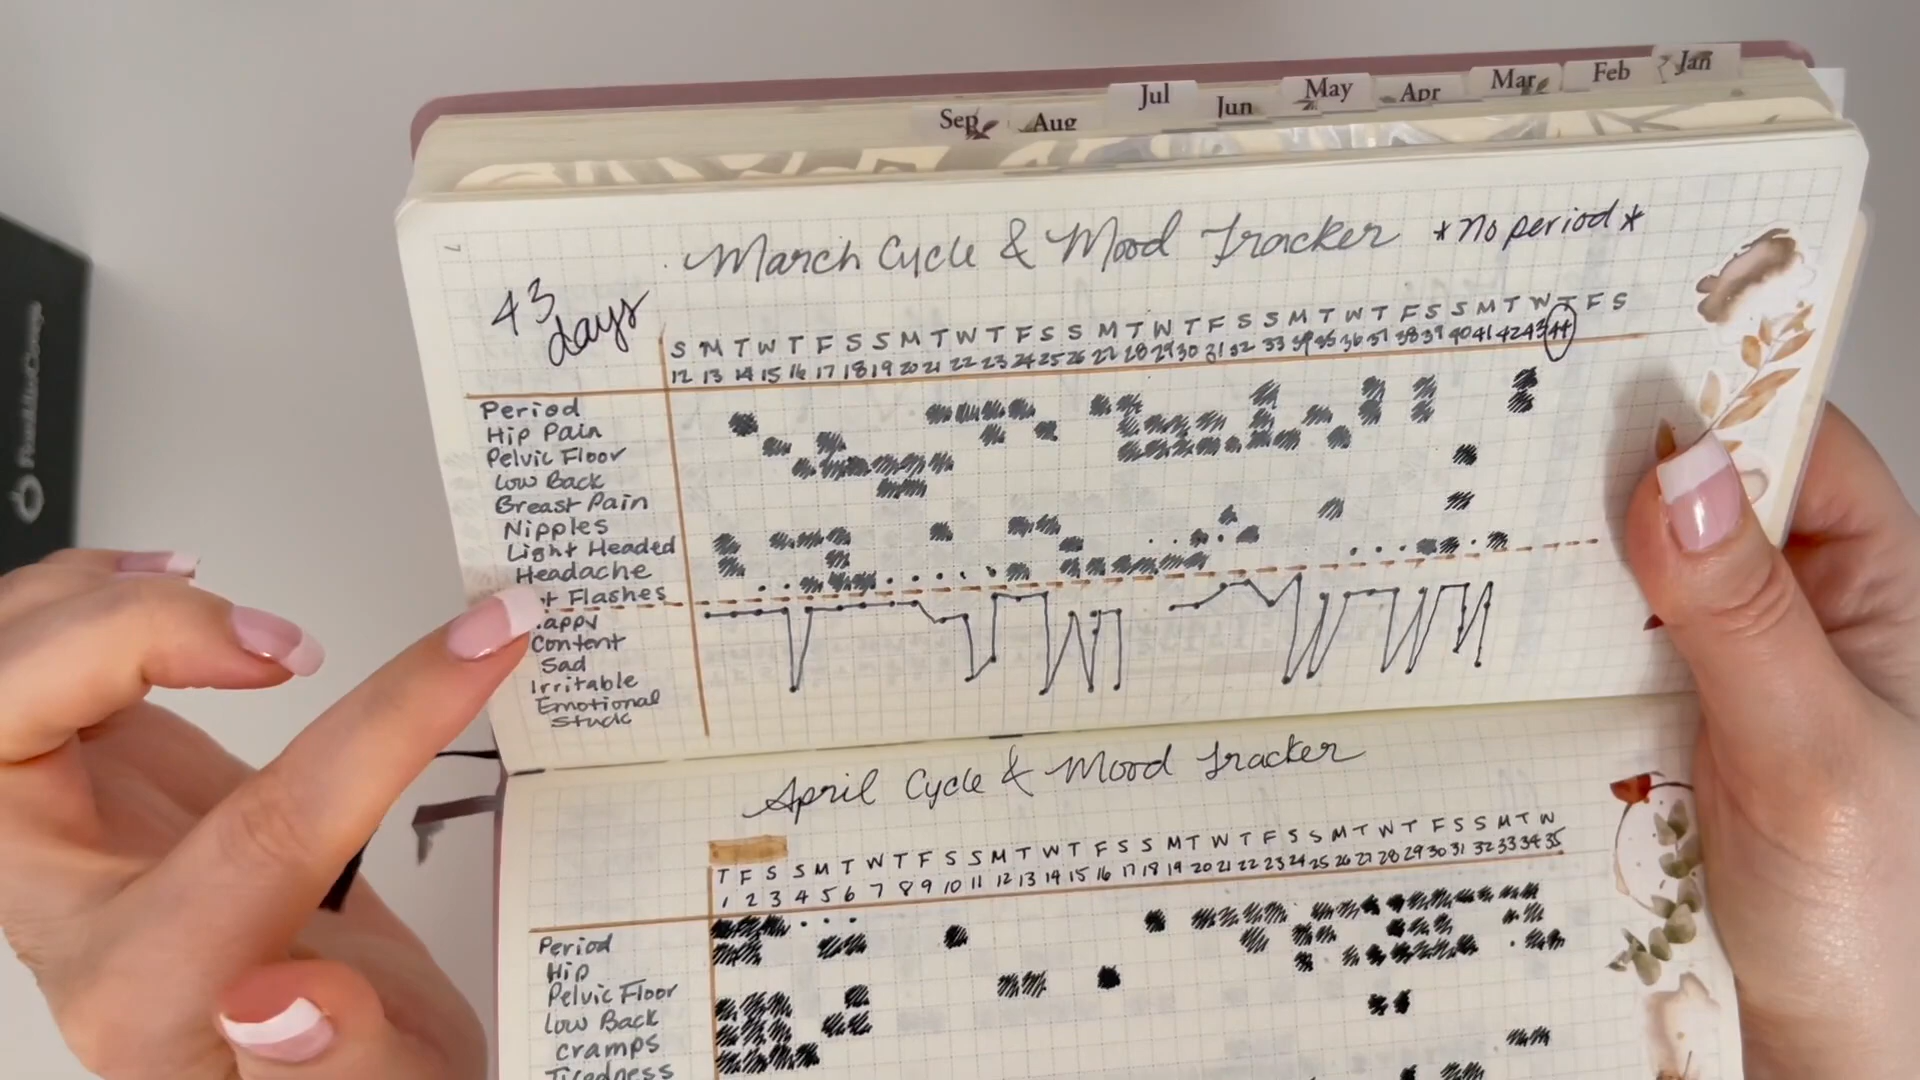 Sep Aug Jul Jun May Apr Mar Feb Jan
March Cycle & Mood Tracker *no period*
43 days
S M T W T F S S M T W T F S S M T W T F S S M T W T F S S M T W T F S
12 13 14 15 16 17 18 19 20 21 22 23 24 25 26 27 28 29 30 31 32 33 34 35 36 37 38 39 40 41 42 43 44
Period
Hip Pain
Pelvic Floor
Low Back
Breast Pain
Nipples
Light Headed
Headache
t Flashes
appy
Content
Sad
Irritable
Emotional
Stuck
April Cycle & Mood Tracker
T F S S M T W T F S S M T W T F S S M T W T F S S M T W T F S S M T W
1 2 3 4 5 6 7 8 9 10 11 12 13 14 15 16 17 18 19 20 21 22 23 24 25 26 27 28 29 30 31 32 33 34 35
Period
Hip
Pelvic Floor
Low Back
Cramps
Tiredness